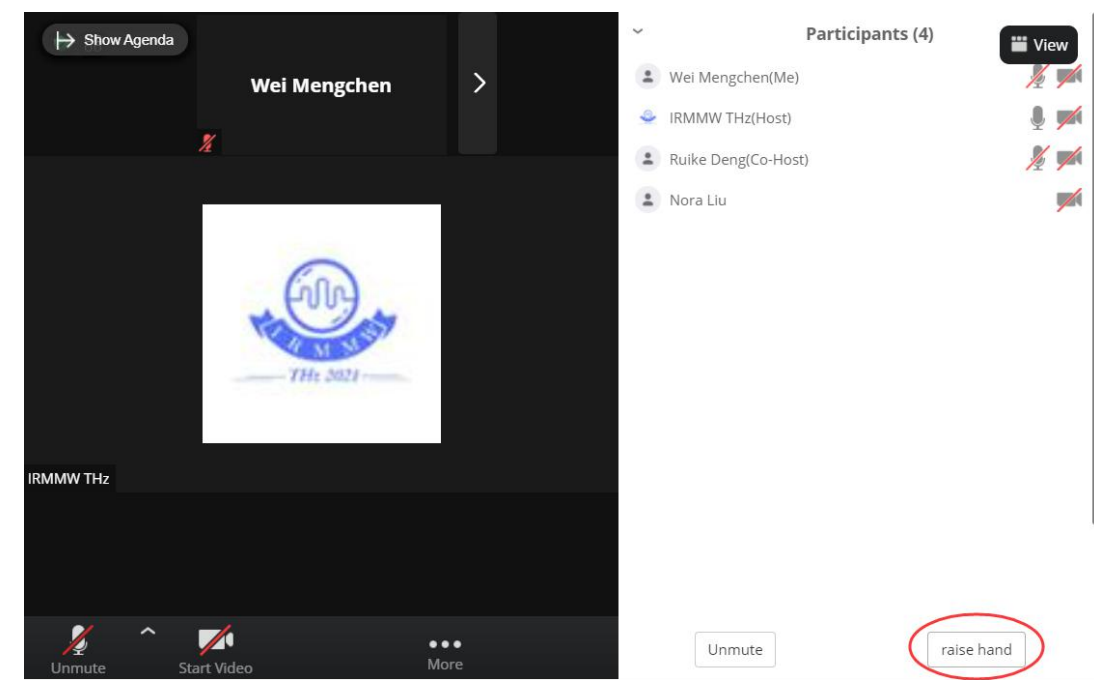 Show Agenda
Wei Mengchen
IRMMW
THz 2021
IRMMW THz
Unmute
Start Video
More
Participants (4)
View
Wei Mengchen(Me)
IRMMW THz(Host)
Ruike Deng(Co-Host)
Nora Liu
Unmute
raise hand